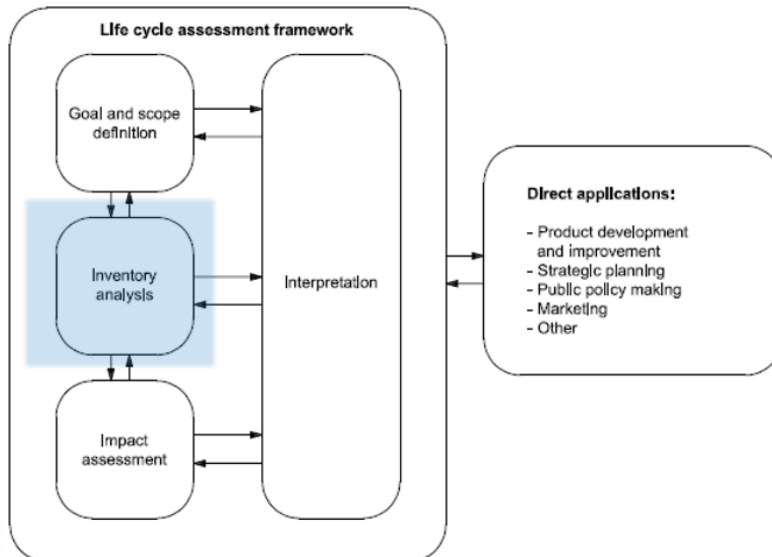 Life cycle assessment framework
Goal and scope
definition
Inventory
analysis
Impact
assessment
Interpretation
Direct applications:
- Product development
and improvement
- Strategic planning
- Public policy making
- Marketing
- Other